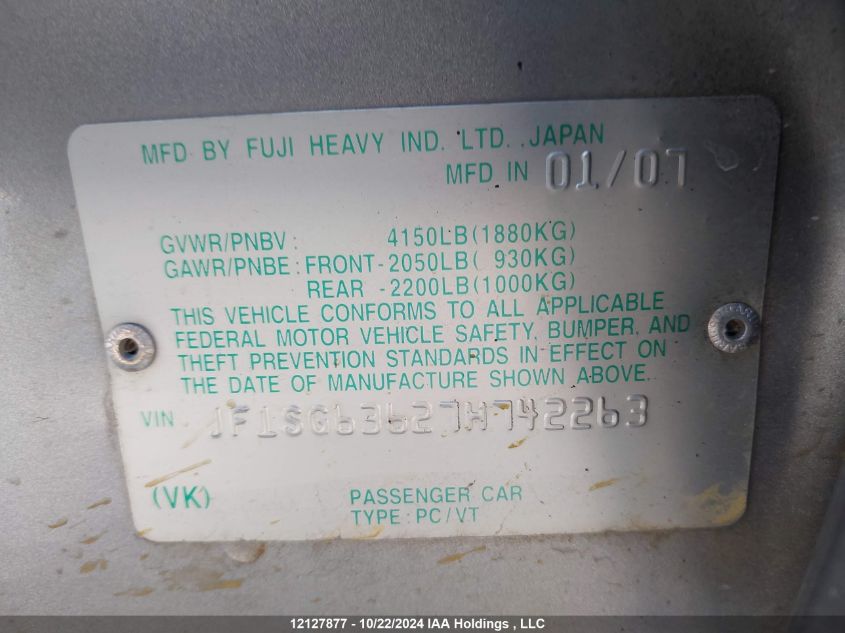 MFD BY FUJI HEAVY IND. LTD. JAPAN
MFD IN 01/07
GVWR/PNBV: 4150LB(1880KG)
GAWR/PNBE: FRONT-2050LB( 930KG)
REAR -2200LB(1000KG)
THIS VEHICLE CONFORMS TO ALL APPLICABLE
FEDERAL MOTOR VEHICLE SAFETY, BUMPER, AND
THEFT PREVENTION STANDARDS IN EFFECT ON
THE DATE OF MANUFACTURE SHOWN ABOVE.
VIN JF1SG63627H742263
(VK) PASSENGER CAR
TYPE: PC/VT
12127877 - 10/22/2024 IAA Holdings , LLC